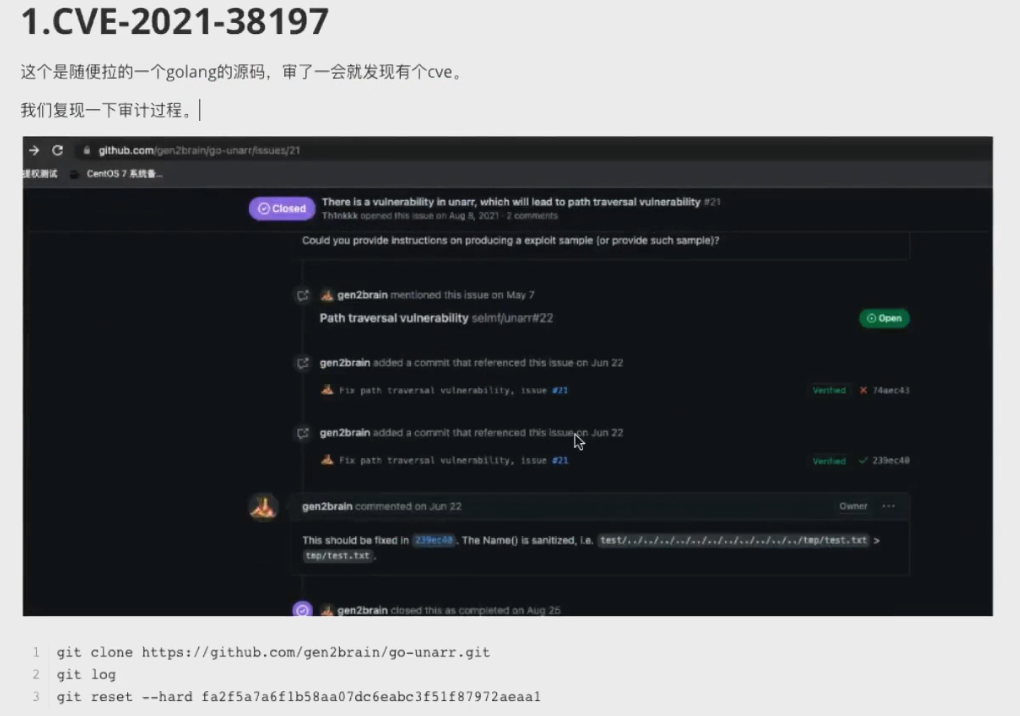 1.CVE-2021-38197
这个是随便拉的一个golang的源码，审了一会就发现有个cve。
我们复现一下审计过程。
github.com/gen2brain/go-unarr/issues/21
提权测试 CentOS 7 系统备...
Closed
There is a vulnerability in unarr, which will lead to path traversal vulnerability #21
Th1nkkk opened this issue on Aug 8, 2021 · 2 comments
Could you provide instructions on producing a exploit sample (or provide such sample)?
gen2brain mentioned this issue on May 7
Path traversal vulnerability selmf/unarr#22
Open
gen2brain added a commit that referenced this issue on Jun 22
Fix path traversal vulnerability, issue #21
Verified 74aec43
gen2brain added a commit that referenced this issue on Jun 22
Fix path traversal vulnerability, issue #21
Verified 239ec40
gen2brain commented on Jun 22
Owner ...
This should be fixed in 239ec40. The Name() is sanitized, i.e. test/../../../../../../../../../../../tmp/test.txt >
tmp/test.txt.
gen2brain closed this as completed on Aug 25
1 git clone https://github.com/gen2brain/go-unarr.git
2 git log
3 git reset --hard fa2f5a7a6f1b58aa07dc6eabc3f51f87972aeaa1